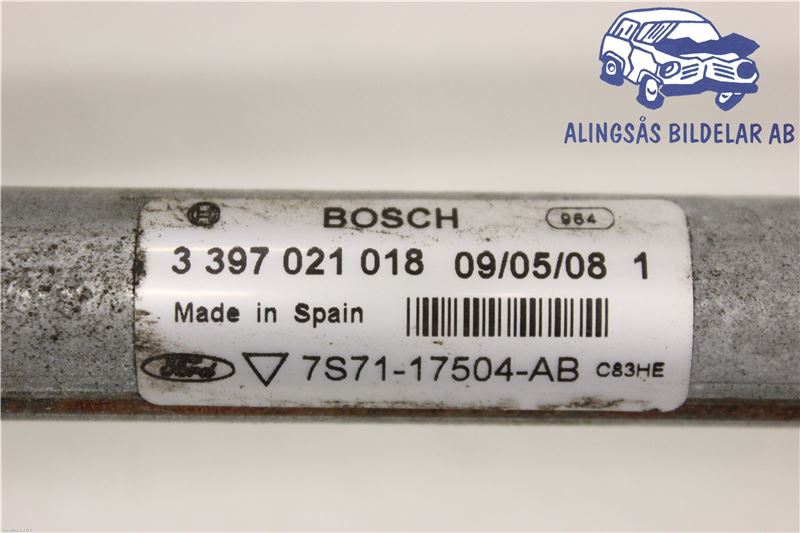 ALINGSÅS BILDELAR AB
BOSCH 964
3 397 021 018 09/05/08 1
Made in Spain
Ford 7S71-17504-AB C83HE